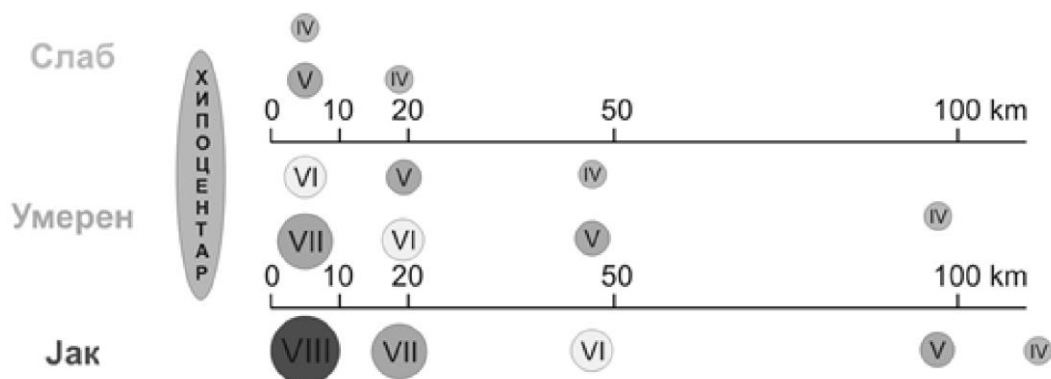 IV
Слаб
V IV
0 10 20 50 100 km
ХИПОЦЕНТАР
VI V IV
Умерен
IV
VII VI V
0 10 20 50 100 km
Јак
VIII VII VI V IV